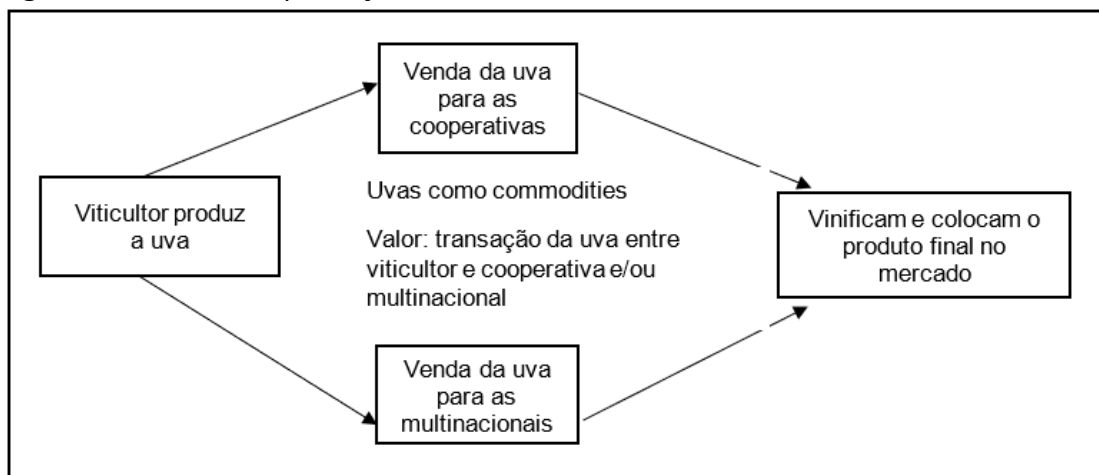 Venda da uva
para as
cooperativas
Viticultor produz
a uva
Uvas como commodities
Valor: transação da uva entre
viticultor e cooperativa e/ou
multinacional
Vinificam e colocam o
produto final no
mercado
Venda da uva
para as
multinacionais